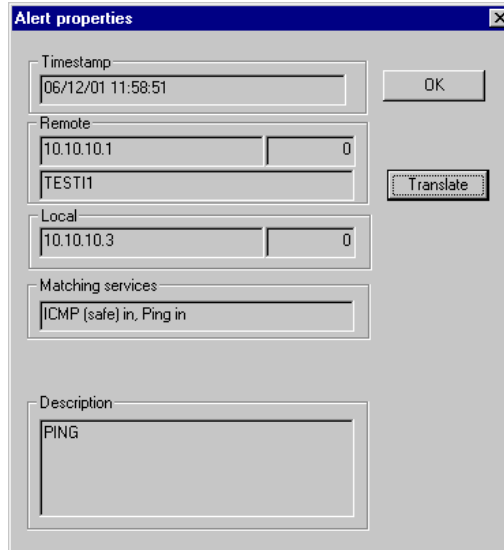 Alert properties
Timestamp
06/12/01 11:58:51
OK
Remote
10.10.10.1 0
TESTI1
Translate
Local
10.10.10.3 0
Matching services
ICMP (safe) in, Ping in
Description
PING